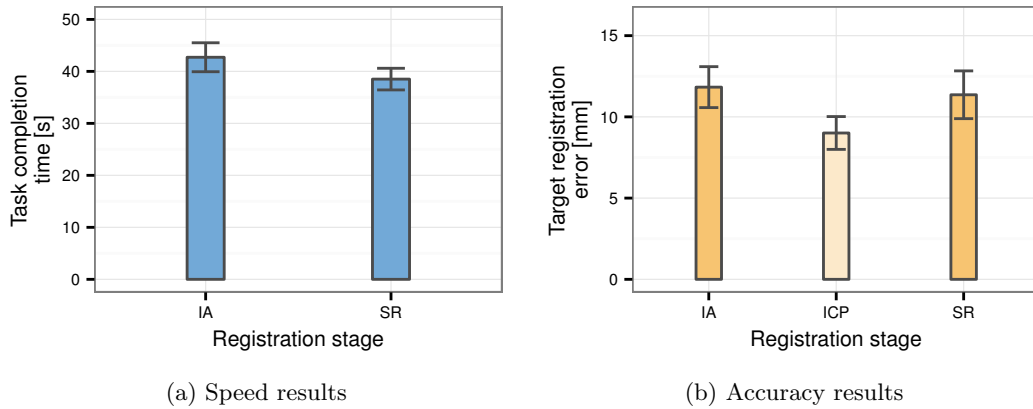 50
40
30
20
10
0
Task completion
time [s]
IA
SR
Registration stage
(a) Speed results
15
10
5
0
Target registration
error [mm]
IA
ICP
SR
Registration stage
(b) Accuracy results